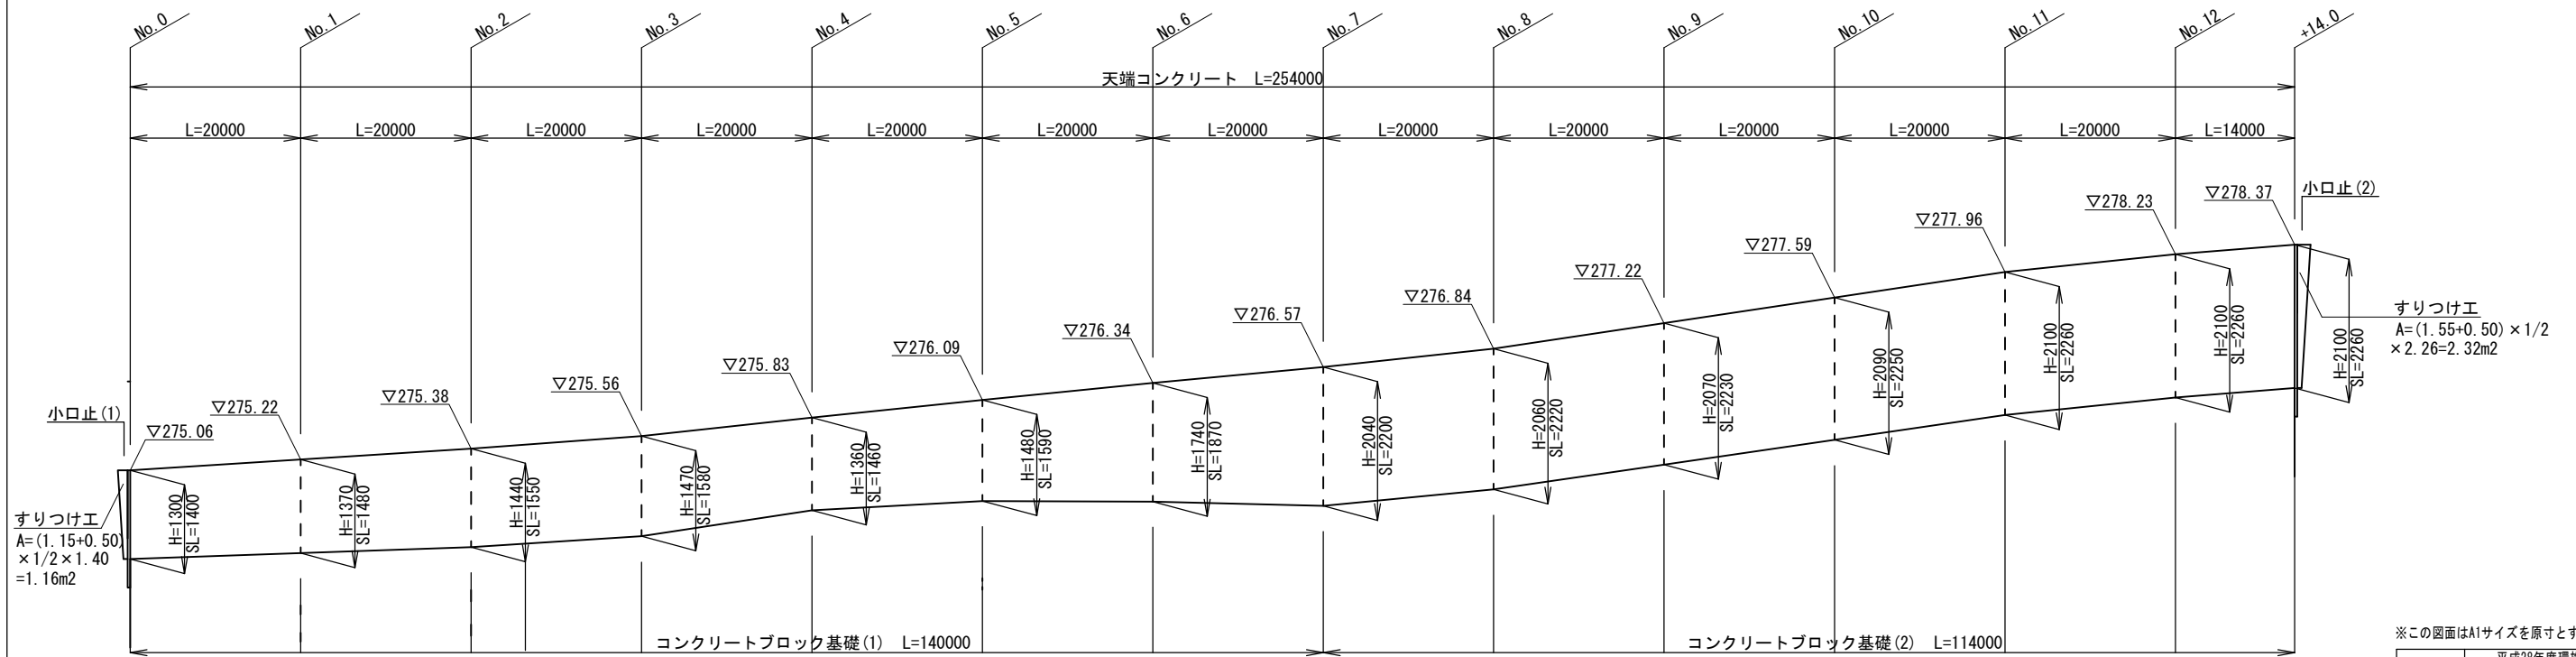 No.0
No.1
No.2
No.3
No.4
No.5
No.6
No.7
No.8
No.9
No.10
No.11
No.12
+14.0
天端コンクリート L=254000
L=20000
L=20000
L=20000
L=20000
L=20000
L=20000
L=20000
L=20000
L=20000
L=20000
L=20000
L=20000
L=14000
小口止(1)
▽275.06
▽275.22
▽275.38
▽275.56
▽275.83
▽276.09
▽276.34
▽276.57
▽276.84
▽277.22
▽277.59
▽277.96
▽278.23
▽278.37
小口止(2)
すりつけ工
A=(1.15+0.50)
×1/2×1.40
=1.16m2
H=1300
SL=1400
H=1370
SL=1480
H=1440
SL=1550
H=1470
SL=1580
H=1360
SL=1460
H=1480
SL=1590
H=1740
SL=1870
H=2040
SL=2200
H=2060
SL=2220
H=2070
SL=2230
H=2090
SL=2250
H=2100
SL=2260
H=2100
SL=2260
H=2100
SL=2260
すりつけ工
A=(1.55+0.50)×1/2
×2.26=2.32m2
コンクリートブロック基礎(1) L=140000
コンクリートブロック基礎(2) L=114000
※この図面はA1サイズを原寸とす